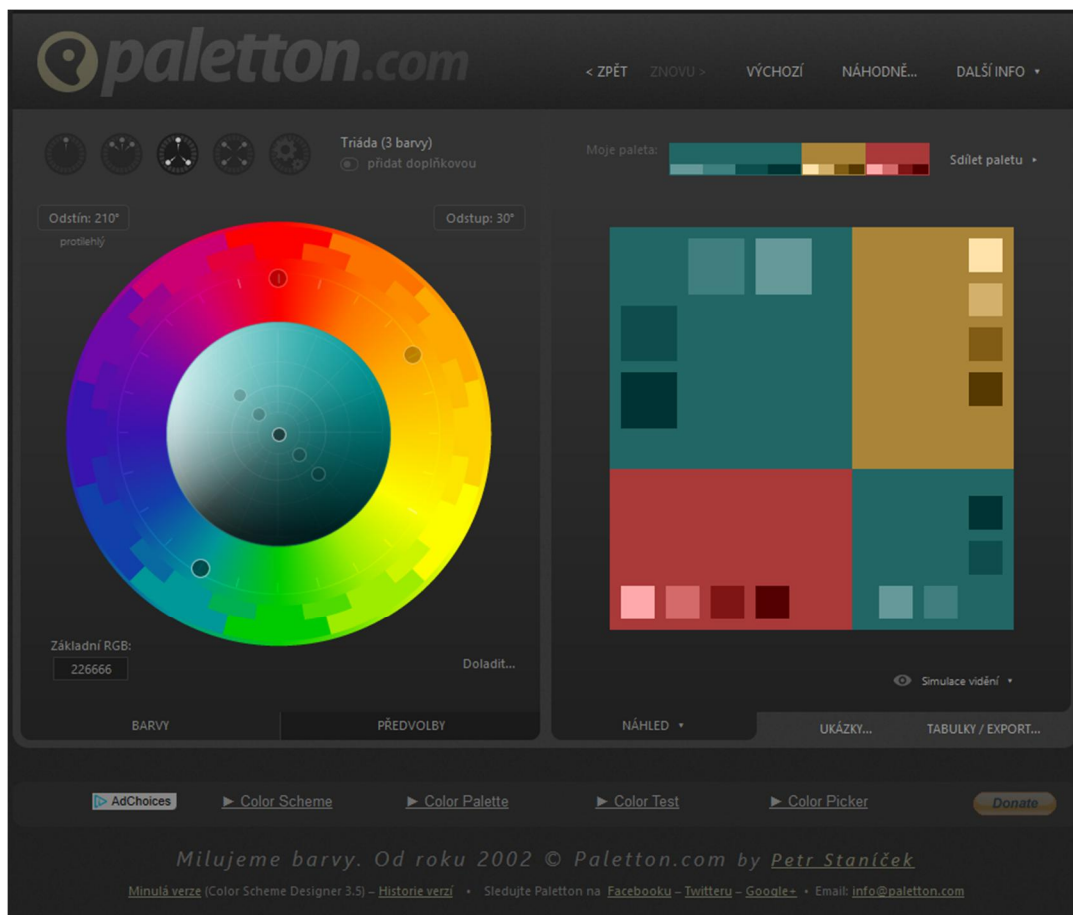 paletton.com
< ZPĚT ZNOVU > VÝCHOZÍ NÁHODNĚ... DALŠÍ INFO ▾
Triáda (3 barvy)
přidat doplňkovou
Moje paleta:
Sdílet paletu ▸
Odstín: 210°
protilehlý
Odstup: 30°
Základní RGB:
226666
Doladit...
Simulace vidění ▾
BARVY PŘEDVOLBY
NÁHLED ▾ UKÁZKY... TABULKY / EXPORT...
AdChoices ► Color Scheme ► Color Palette ► Color Test ► Color Picker Donate
Milujeme barvy. Od roku 2002 © Paletton.com by Petr Staníček
Minulá verze (Color Scheme Designer 3.5) – Historie verzí • Sledujte Paletton na Facebooku – Twitteru – Google+ • Email: info@paletton.com